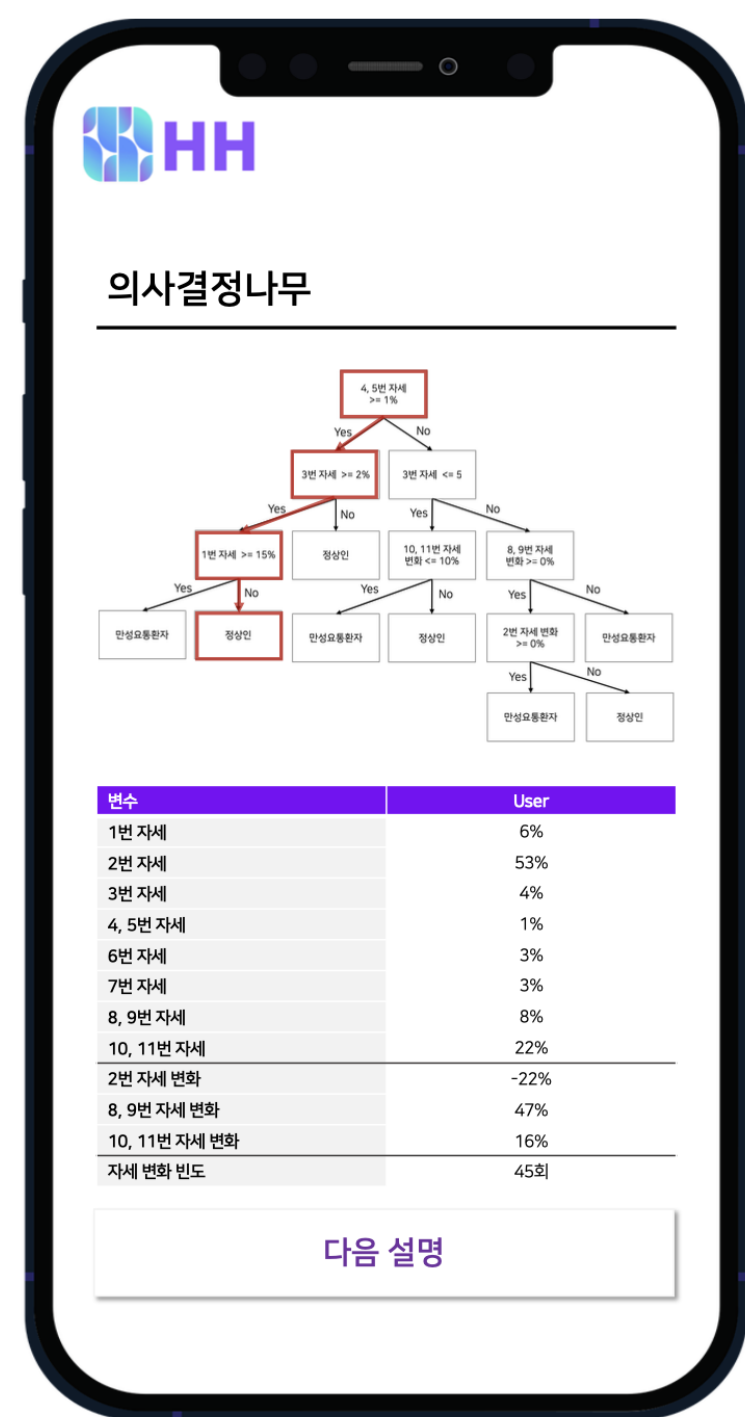 HH
의사결정나무
4, 5번 자세
>= 1%
Yes
No
3번 자세 >= 2%
3번 자세 <= 5
Yes
No
Yes
No
1번 자세 >= 15%
정상인
10, 11번 자세
변화 <= 10%
8, 9번 자세
변화 >= 0%
Yes
No
Yes
No
Yes
No
만성요통환자
정상인
만성요통환자
정상인
2번 자세 변화
>= 0%
만성요통환자
Yes
No
만성요통환자
정상인
변수 User
1번 자세 6%
2번 자세 53%
3번 자세 4%
4, 5번 자세 1%
6번 자세 3%
7번 자세 3%
8, 9번 자세 8%
10, 11번 자세 22%
2번 자세 변화 -22%
8, 9번 자세 변화 47%
10, 11번 자세 변화 16%
자세 변화 빈도 45회
다음 설명